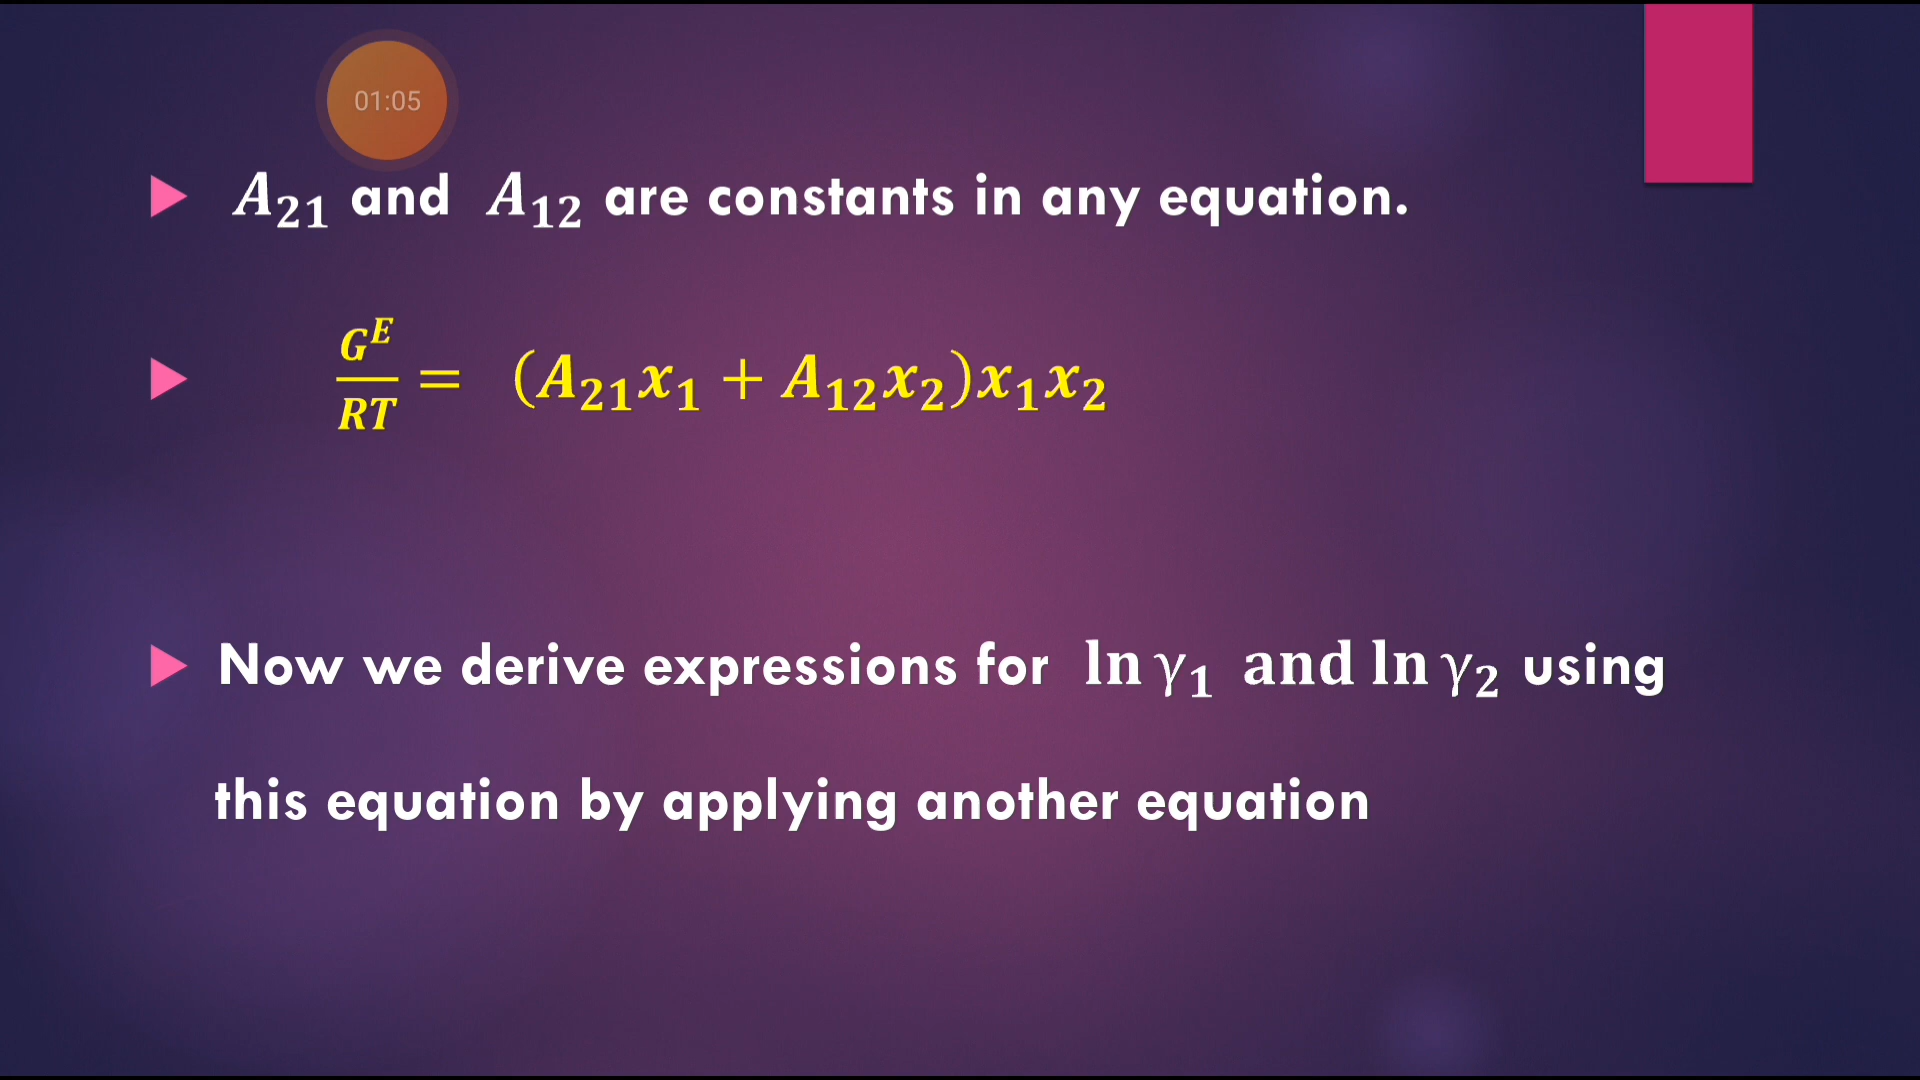 01:05
A₂₁ and A₁₂ are constants in any equation.
Gᴱ/RT = (A₂₁x₁ + A₁₂x₂)x₁x₂
Now we derive expressions for ln γ₁ and ln γ₂ using
this equation by applying another equation